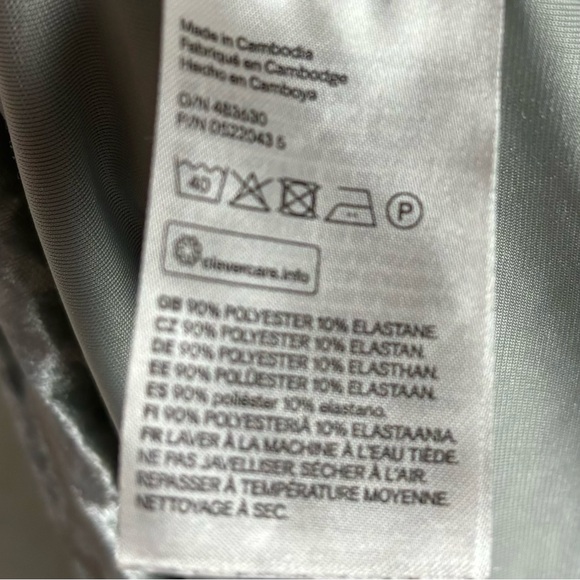 Made in Cambodia
Fabriqué en Cambodge
Hecho en Camboya
O/N 483630
P/N 0522043 5
40
P
clevercare.info
GB 90% POLYESTER 10% ELASTANE.
CZ 90% POLYESTER 10% ELASTAN.
DE 90% POLYESTER 10% ELASTHAN.
EE 90% POLÜESTER 10% ELASTAAN.
ES 90% poliéster 10% elastano.
FI 90% POLYESTERIÄ 10% ELASTAANIA.
FR LAVER À LA MACHINE À L'EAU TIÈDE.
NE PAS JAVELLISER, SÉCHER À L'AIR.
REPASSER À TEMPÉRATURE MOYENNE.
NETTOYAGE À SEC.